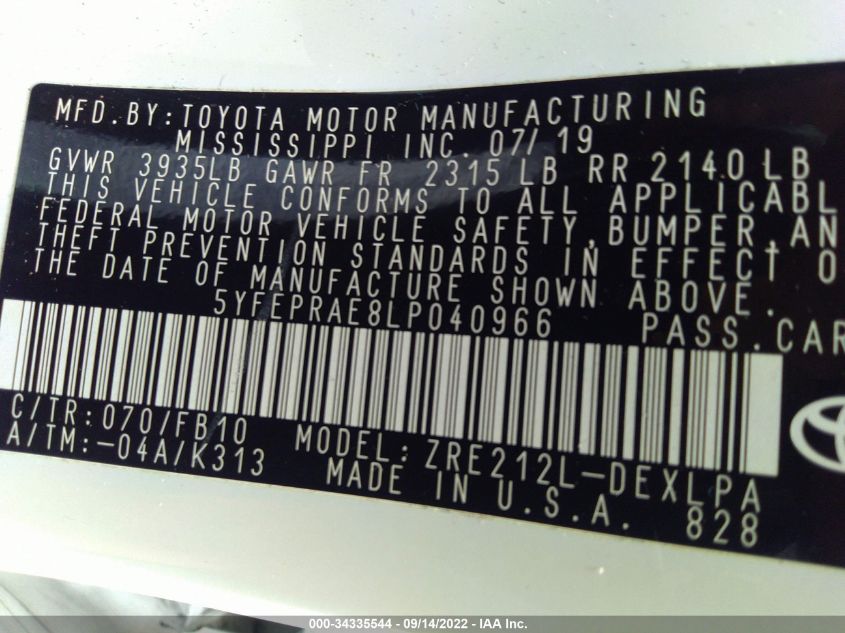 MFD. BY: TOYOTA MOTOR MANUFACTURING
MISSISSIPPI INC. 07/19
GVWR 3935LB GAWR FR 2315 LB RR 2140 LB
THIS VEHICLE CONFORMS TO ALL APPLICABL
FEDERAL MOTOR VEHICLE SAFETY, BUMPER, AN
THEFT PREVENTION STANDARDS IN EFFECT O
THE DATE OF MANUFACTURE SHOWN ABOVE.
5YFEPRAE8LP040966 PASS. CAR
C/TR: 070/FB10 MODEL: ZRE212L-DEXLPA
A/TM: -04A/K313 MADE IN U.S.A. 828
000-34335544 - 09/14/2022 - IAA Inc.